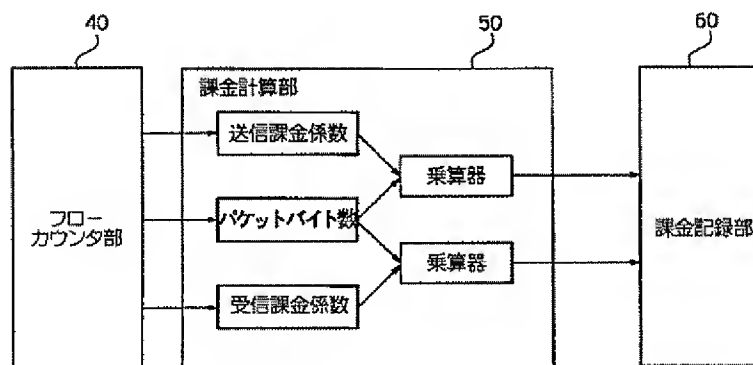 40
50
60
課金計算部
送信課金係数
乗算器
フロー
カウンタ部
パケットバイト数
課金記録部
乗算器
受信課金係数